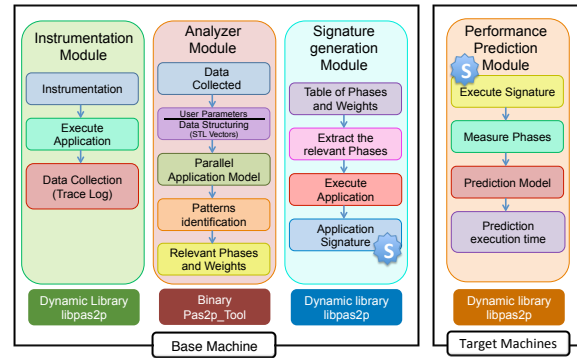 Instrumentation
Module
Instrumentation
Execute
Application
Data Collection
(Trace Log)
Dynamic Library
libpas2p
Analyzer
Module
Data
Collected
User Parameters
Data Structuring
(STL Vectors)
Parallel
Application Model
Patterns
identification
Relevant Phases
and Weights
Binary
Pas2p_Tool
Signature
generation Module
Table of Phases
and Weights
Extract the
relevant Phases
Execute
Application
Application
Signature
S
Dynamic library
libpas2p
Base Machine
Performance
Prediction
Module
S
Execute Signature
Measure Phases
Prediction Model
Prediction
execution time
Dynamic library
libpas2p
Target Machines